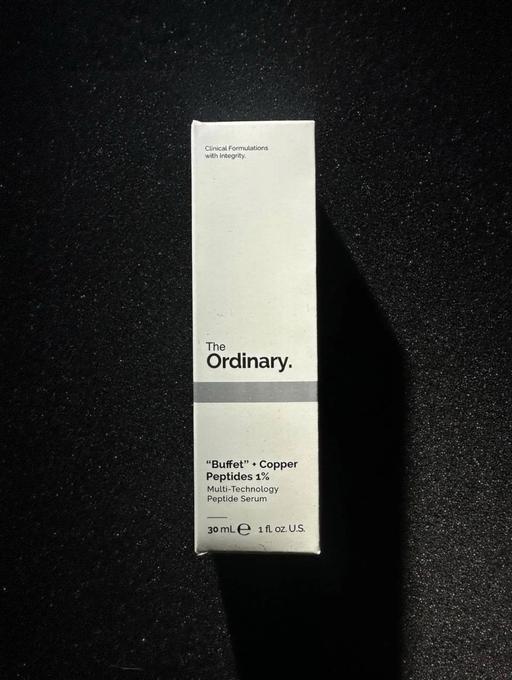 Clinical Formulations
with Integrity.
The
Ordinary.
“Buffet” + Copper
Peptides 1%
Multi-Technology
Peptide Serum
30 mL ℮ 1 fl. oz. U.S.